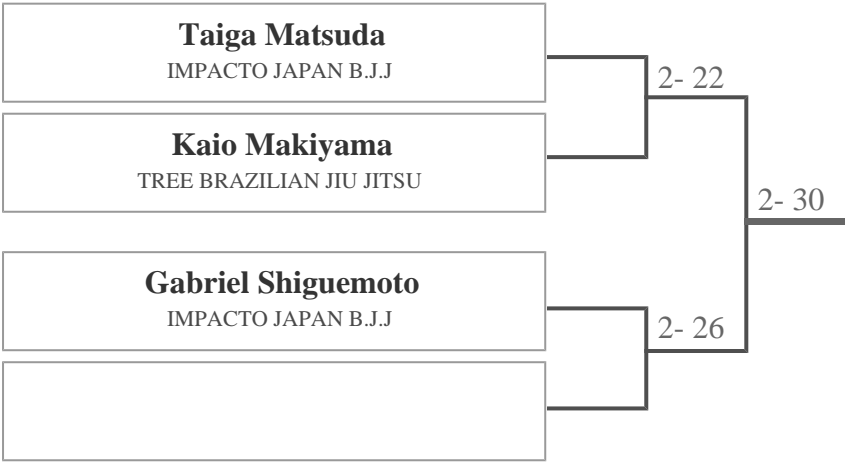 Taiga Matsuda
IMPACTO JAPAN B.J.J
2- 22
Kaio Makiyama
TREE BRAZILIAN JIU JITSU
2- 30
Gabriel Shiguemoto
IMPACTO JAPAN B.J.J
2- 26